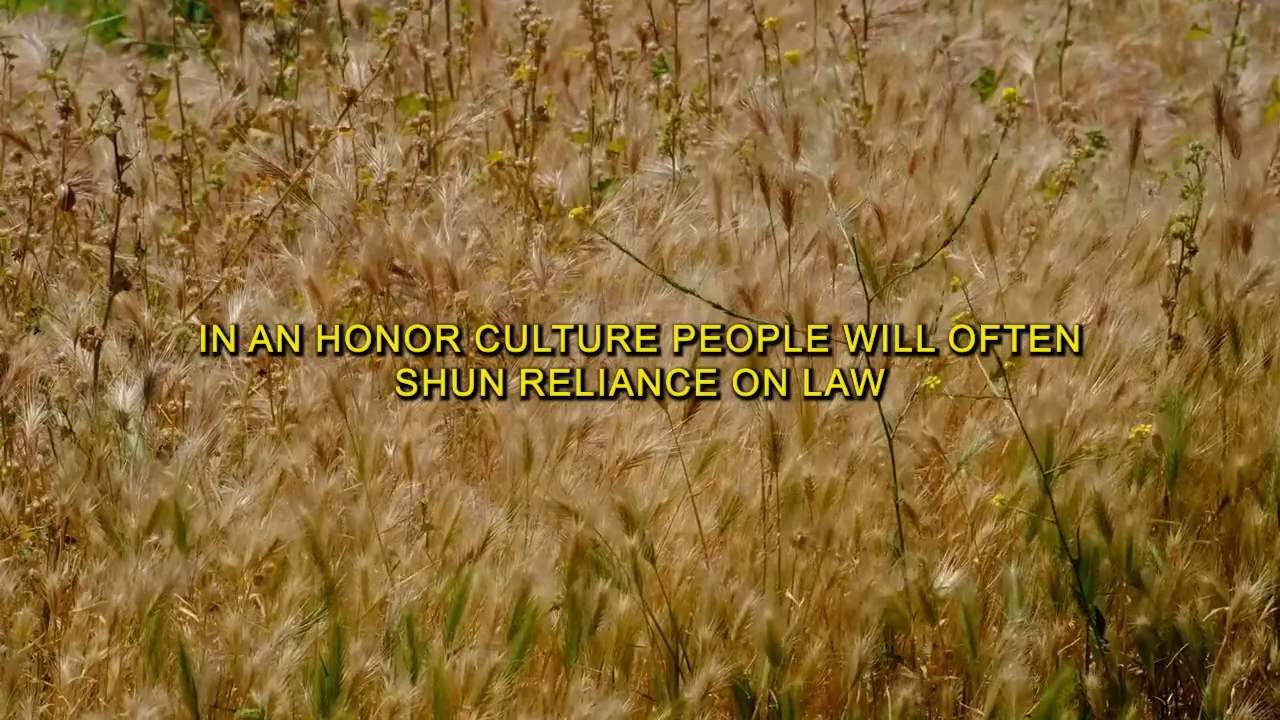 IN AN HONOR CULTURE PEOPLE WILL OFTEN
SHUN RELIANCE ON LAW